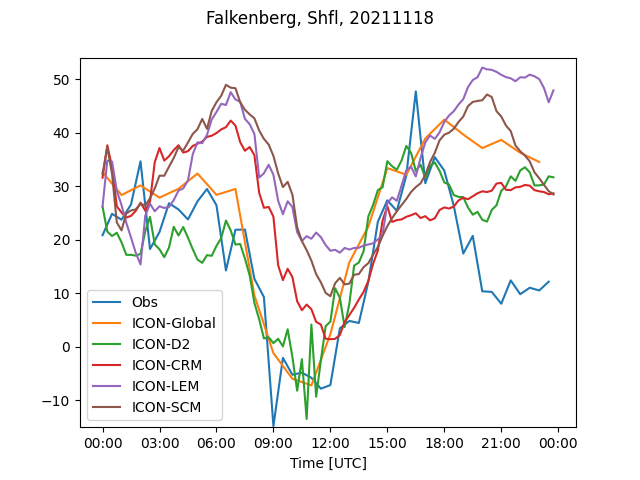 Falkenberg, Shfl, 20211118
50
40
30
20
10
0
−10
Obs
ICON-Global
ICON-D2
ICON-CRM
ICON-LEM
ICON-SCM
00:00 03:00 06:00 09:00 12:00 15:00 18:00 21:00 00:00
Time [UTC]